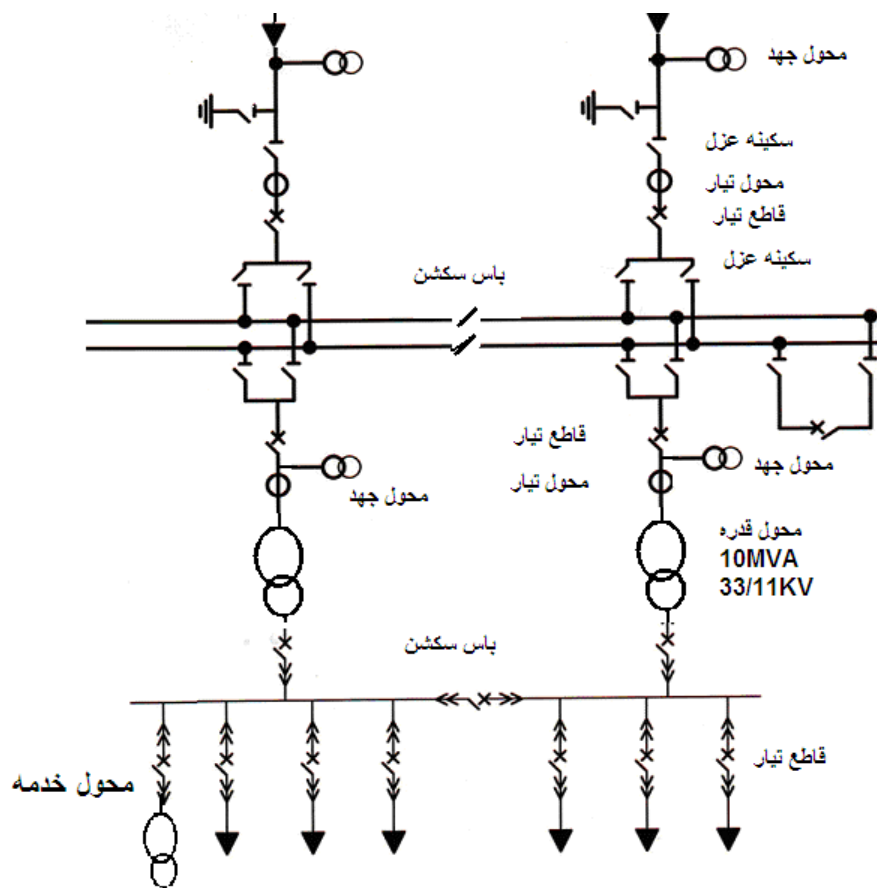 محول جهد
سكينه عزل
محول تيار
قاطع تيار
سكينه عزل
باس سكشن
قاطع تيار
محول جهد
محول تيار
محول جهد
محول قدره
10MVA
33/11KV
باس سكشن
قاطع تيار
محول خدمه